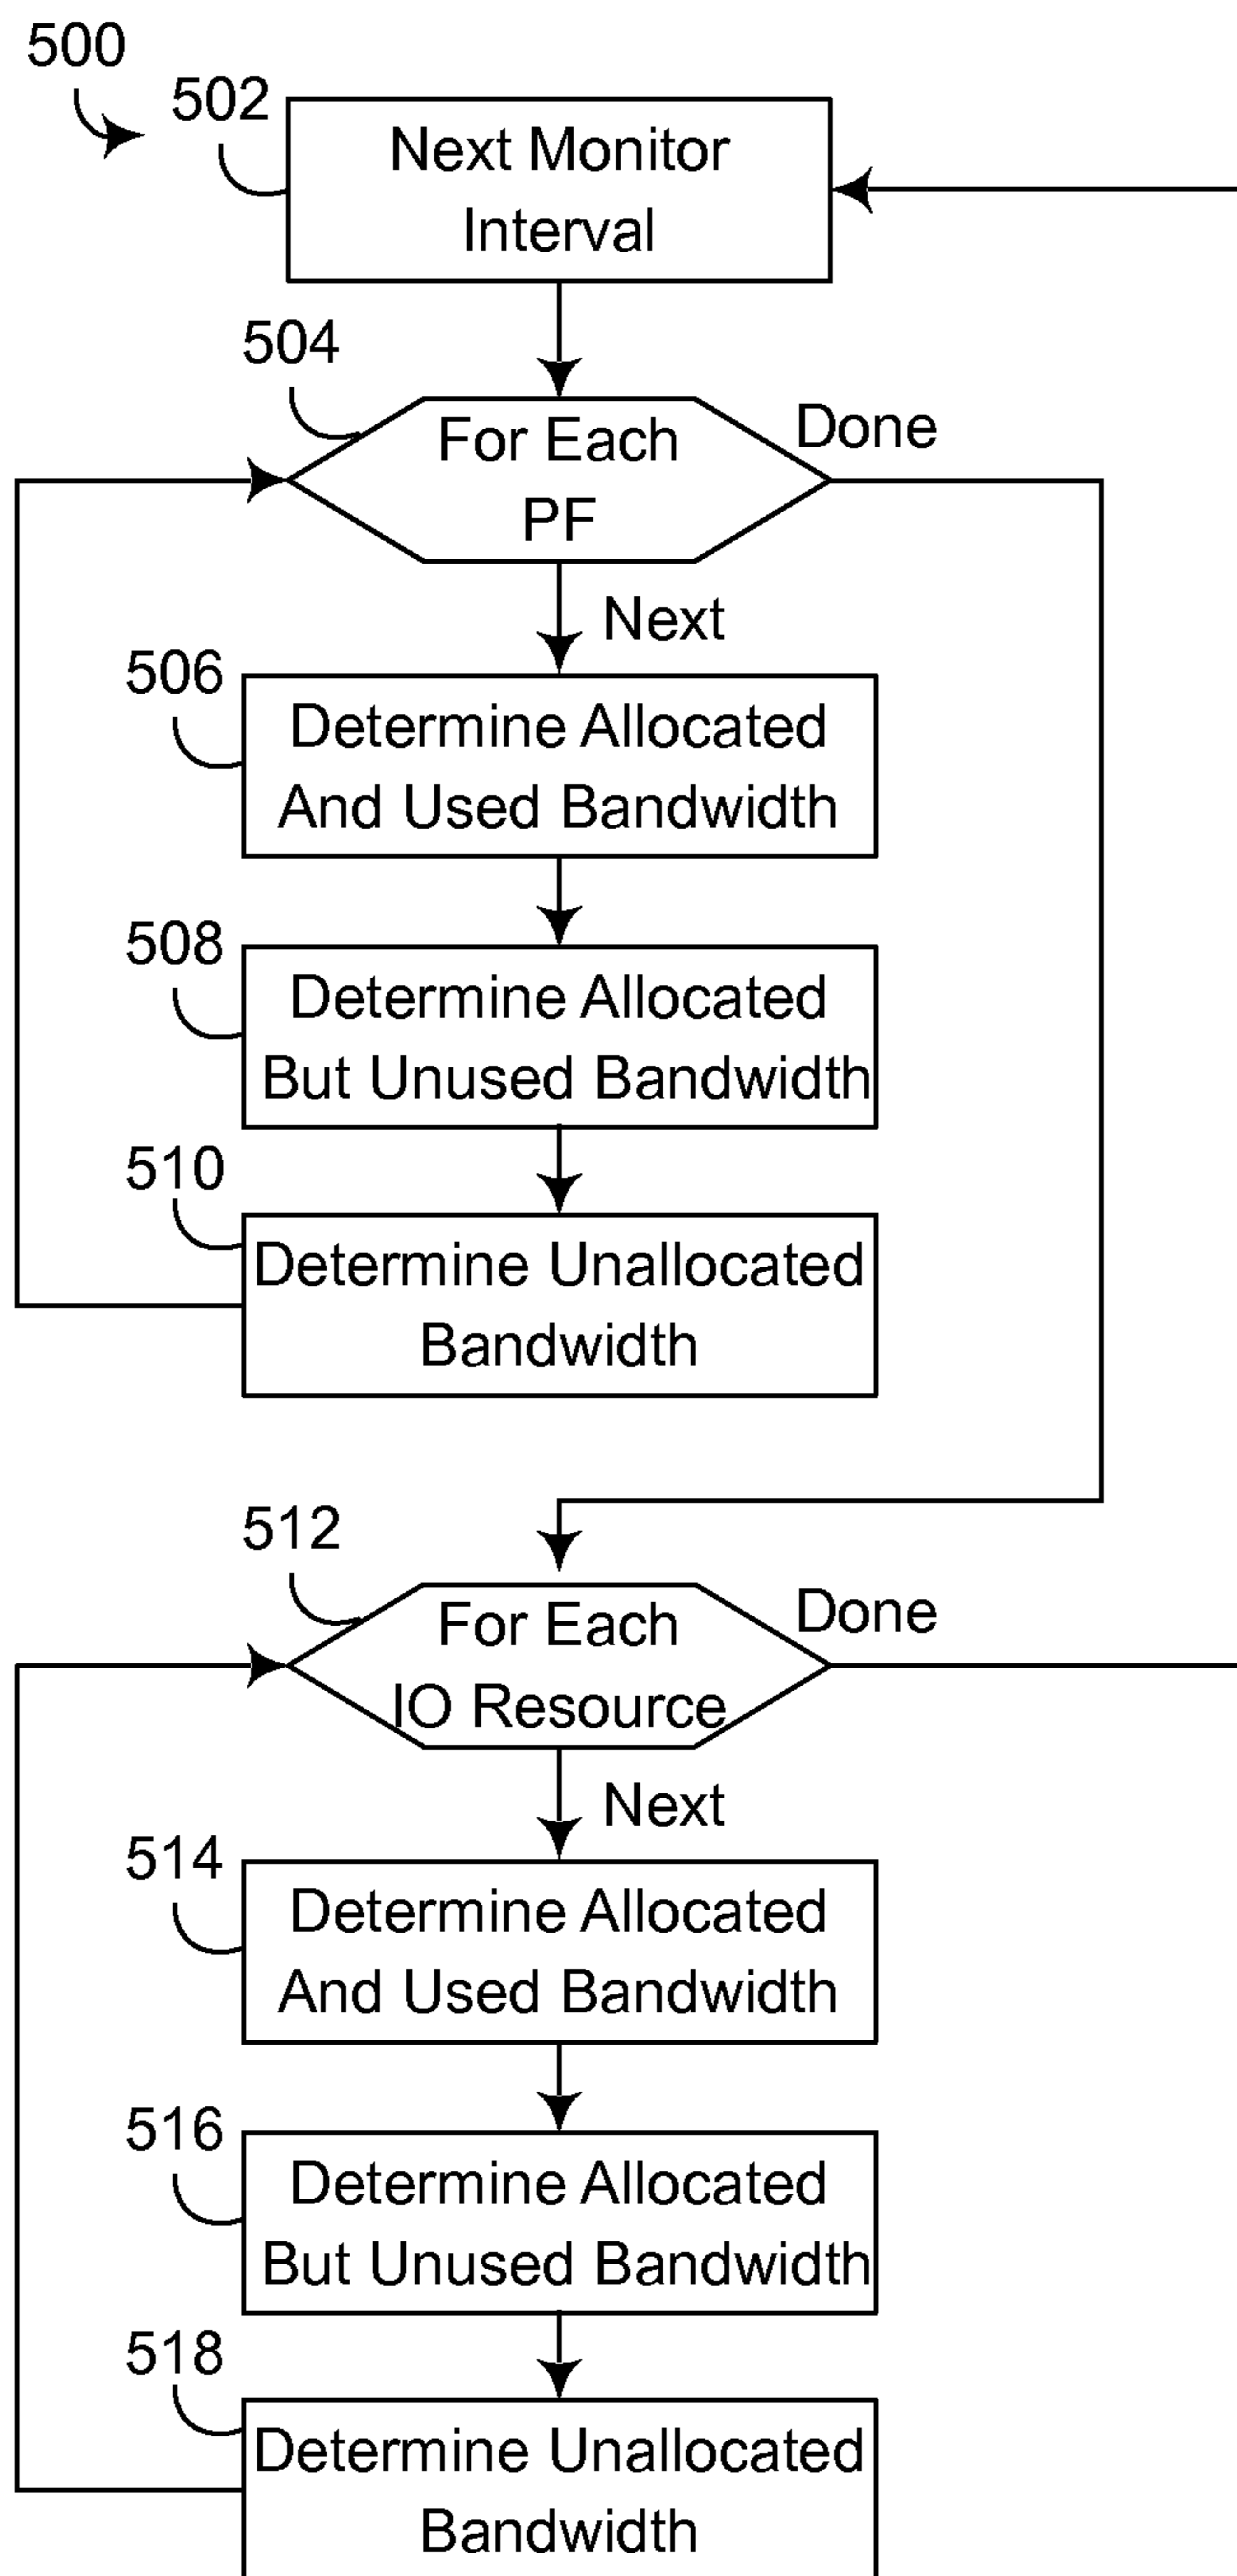 500
502
Next Monitor
Interval
504
For Each
PF
Done
Next
506
Determine Allocated
And Used Bandwidth
508
Determine Allocated
But Unused Bandwidth
510
Determine Unallocated
Bandwidth
512
For Each
IO Resource
Done
Next
514
Determine Allocated
And Used Bandwidth
516
Determine Allocated
But Unused Bandwidth
518
Determine Unallocated
Bandwidth